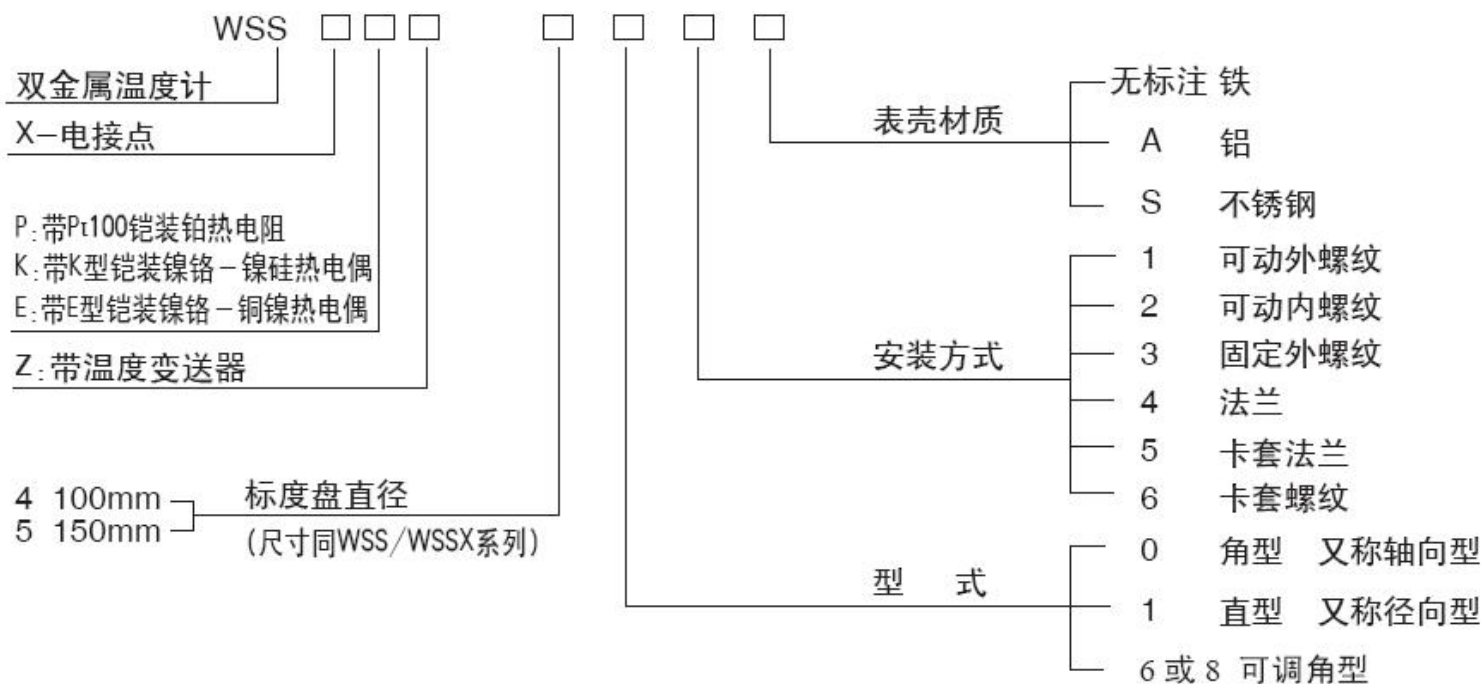 WSS □□□ □ □ □ □
双金属温度计
X－电接点
P:带Pt100铠装铂热电阻
K:带K型铠装镍铬－镍硅热电偶
E:带E型铠装镍铬－铜镍热电偶
Z:带温度变送器
4 100mm
5 150mm
标度盘直径
(尺寸同WSS/WSSX系列)
表壳材质
无标注 铁
A 铝
S 不锈钢
安装方式
1 可动外螺纹
2 可动内螺纹
3 固定外螺纹
4 法兰
5 卡套法兰
6 卡套螺纹
型 式
0 角型 又称轴向型
1 直型 又称径向型
6或8 可调角型